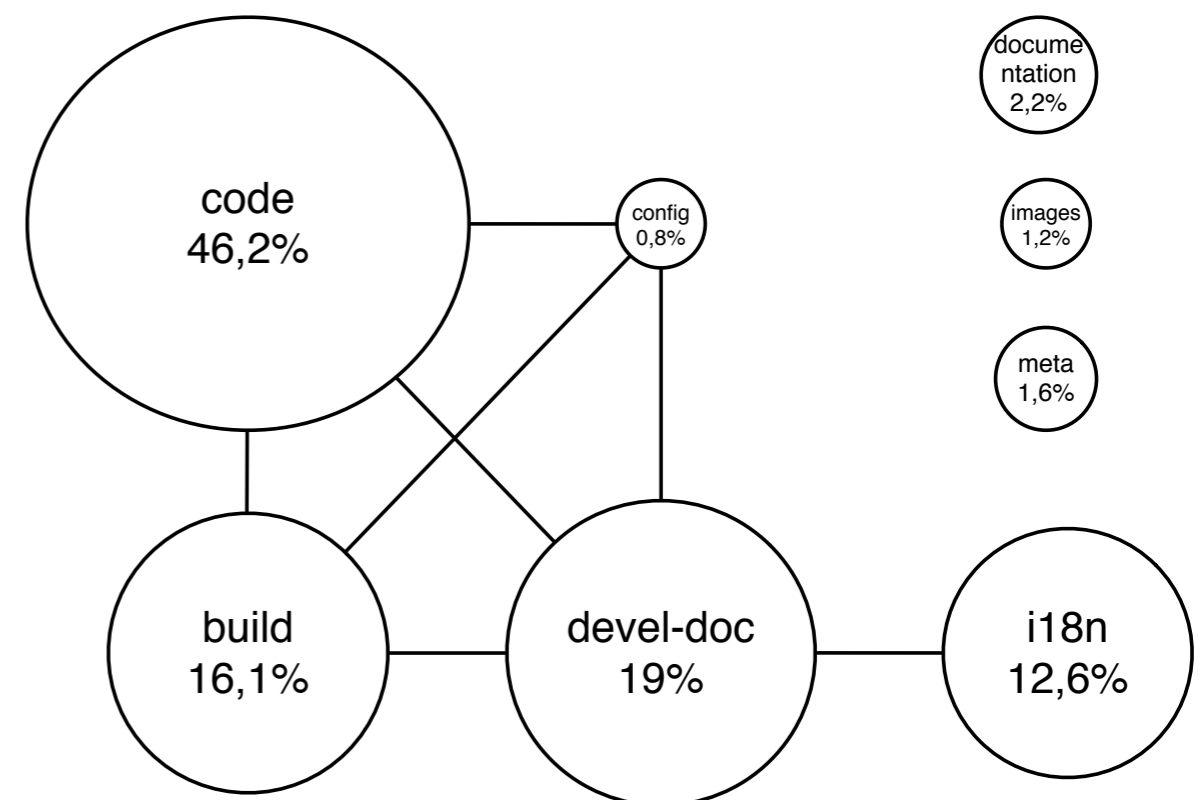 docume
ntation
2,2%
code
46,2%
config
0,8%
images
1,2%
meta
1,6%
build
16,1%
devel-doc
19%
i18n
12,6%